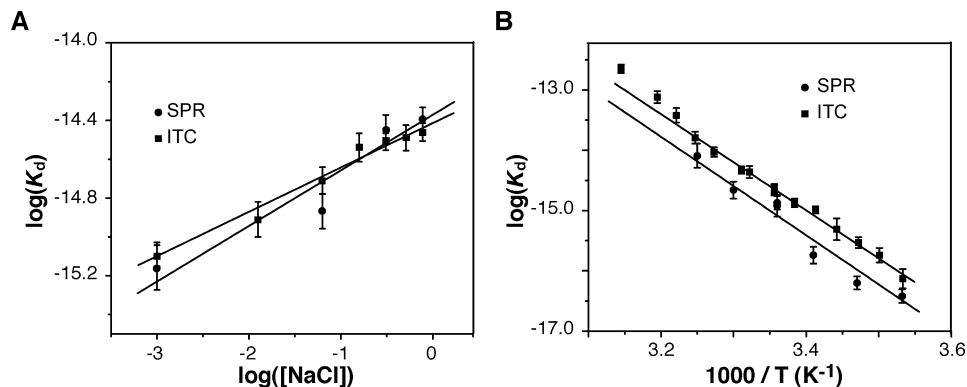 A
B
-14.0
-14.4
-14.8
-15.2
log(Kd)
SPR
ITC
-3
-2
-1
0
log([NaCl])
-13.0
-15.0
-17.0
log(Kd)
SPR
ITC
3.2
3.4
3.6
1000 / T (K-1)